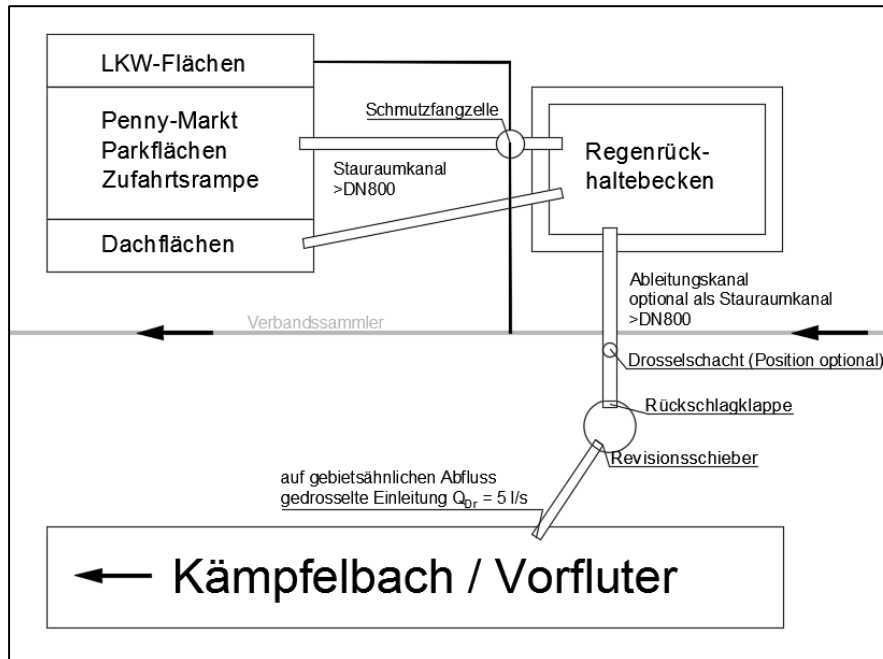 LKW-Flächen
Penny-Markt
Parkflächen
Zufahrtsrampe
Dachflächen
Schmutzfangzelle
Stauraumkanal
>DN800
Regenrück-
haltebecken
Ableitungskanal
optional als Stauraumkanal
>DN800
Verbandssammler
Drosselschacht (Position optional)
Rückschlagklappe
Revisionsschieber
auf gebietsähnlichen Abfluss
gedrosselte Einleitung Q_Dr = 5 l/s
Kämpfelbach / Vorfluter